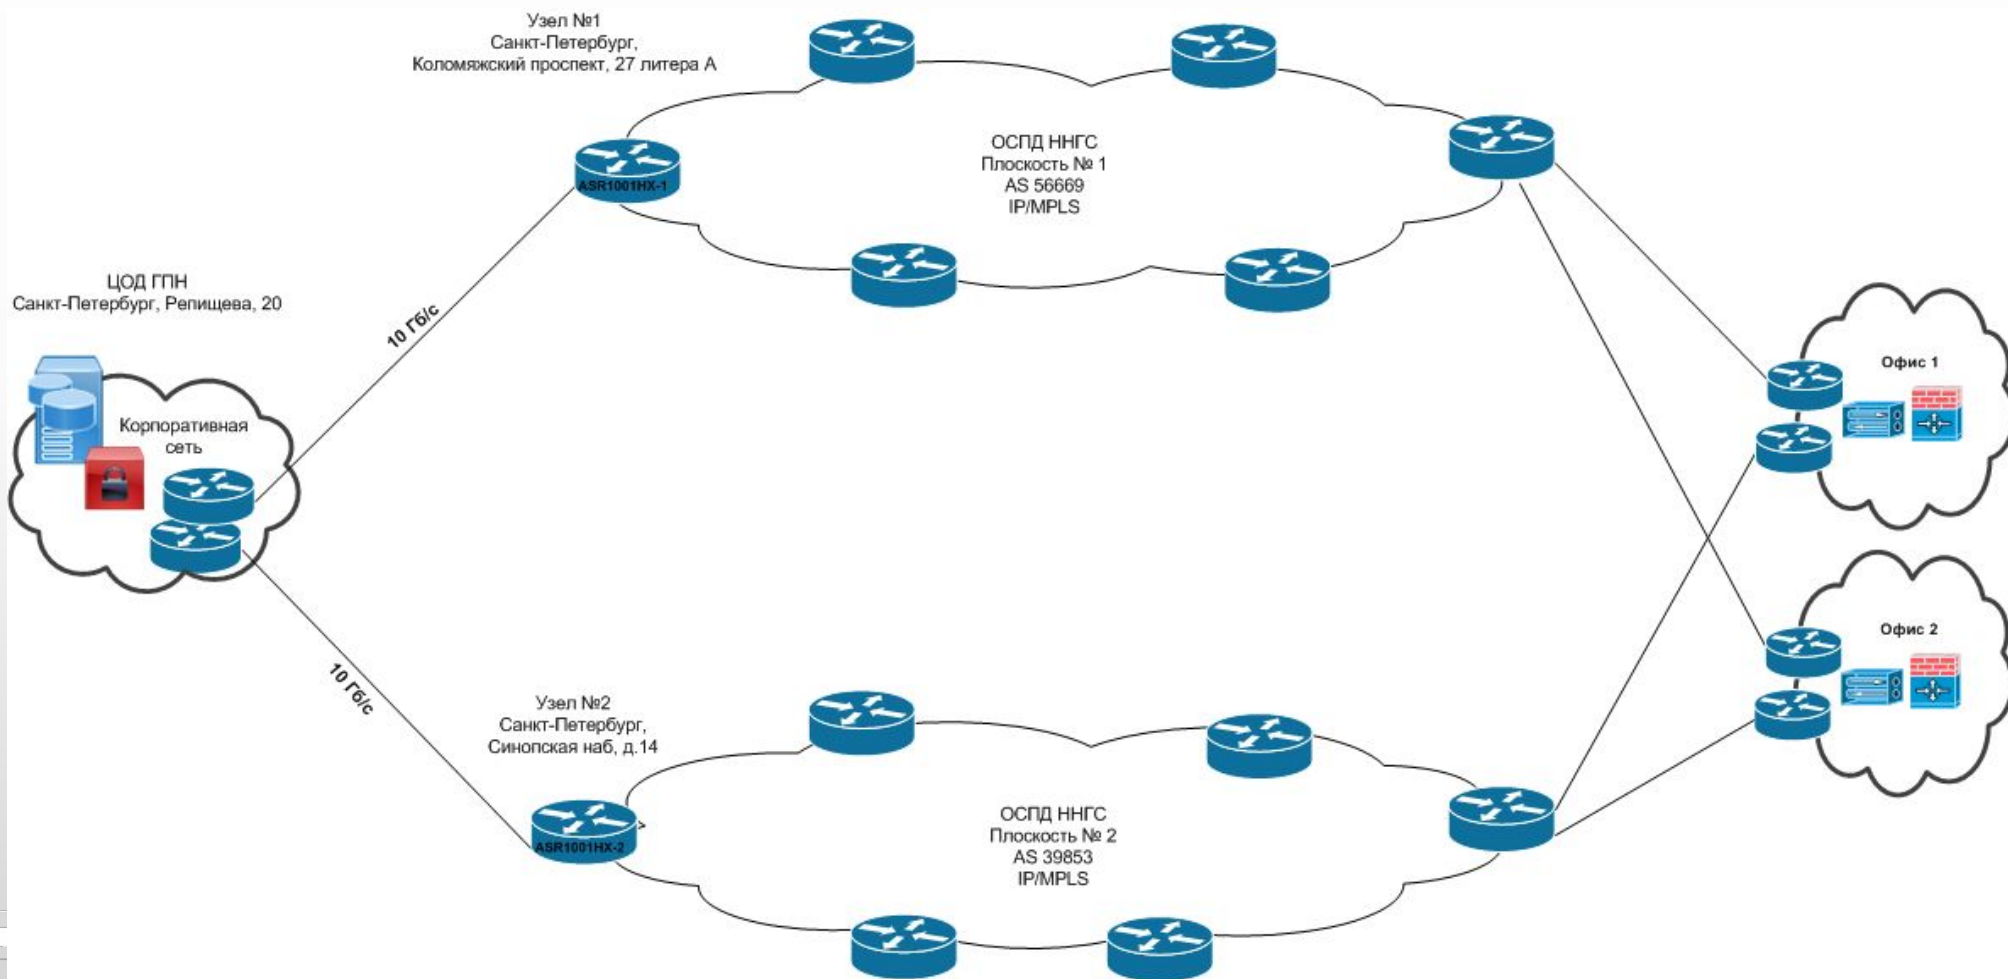 Узел №1
Санкт-Петербург,
Коломяжский проспект, 27 литера А
ASR1001HX-1
ОСПД ННГС
Плоскость № 1
AS 56669
IP/MPLS
ЦОД ГПН
Санкт-Петербург, Репищева, 20
10 Гб/с
Корпоративная
сеть
Офис 1
Офис 2
10 Гб/с
Узел №2
Санкт-Петербург,
Синопская наб, д.14
ASR1001HX-2
ОСПД ННГС
Плоскость № 2
AS 39853
IP/MPLS